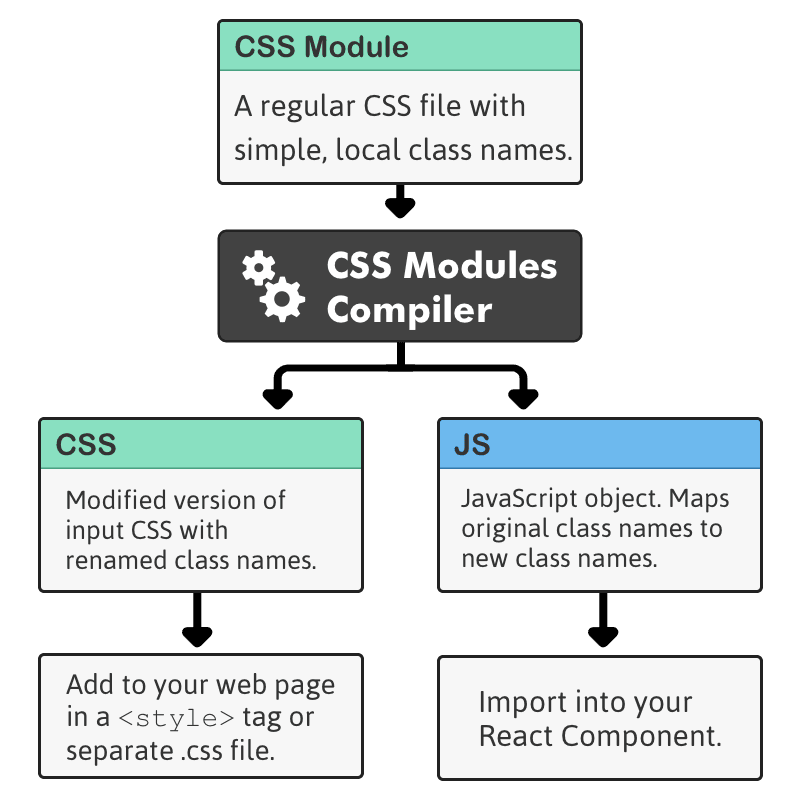 CSS Module
A regular CSS file with
simple, local class names.
CSS Modules
Compiler
CSS
Modified version of
input CSS with
renamed class names.
JS
JavaScript object. Maps
original class names to
new class names.
Add to your web page
in a <style> tag or
separate .css file.
Import into your
React Component.